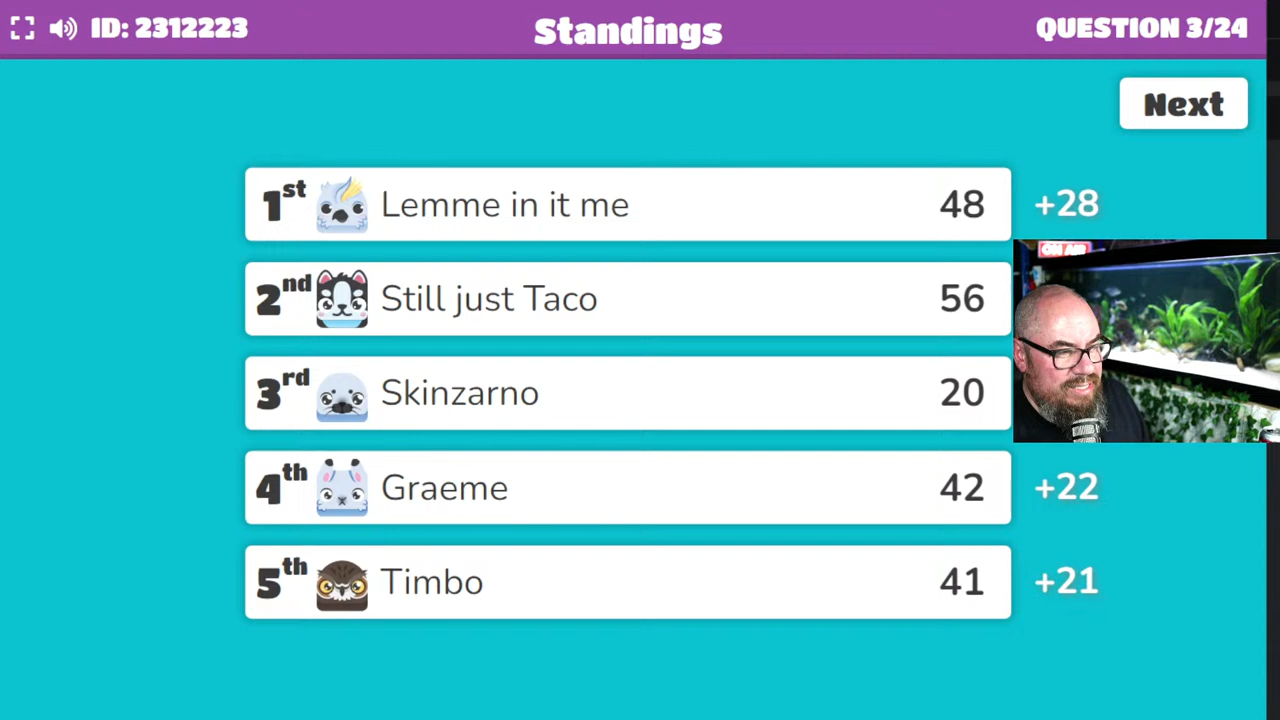 ID: 2312223
Standings
QUESTION 3/24
Next
1st Lemme in it me 48 +28
2nd Still just Taco 56
3rd Skinzarno 20
4th Graeme 42 +22
5th Timbo 41 +21